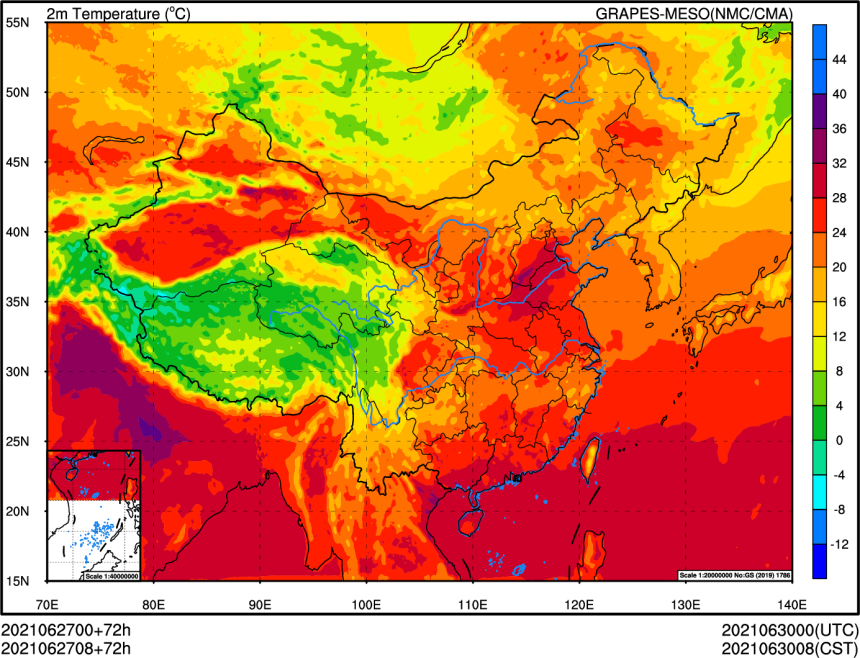 2m Temperature (°C) GRAPES-MESO(NMC/CMA)
55N
50N
45N
40N
35N
30N
25N
20N
15N
70E 80E 90E 100E 110E 120E 130E 140E
44
40
36
32
28
24
20
16
12
8
4
0
-4
-8
-12
Scale 1:40000000
Scale 1:20000000 No:GS (2019) 1786
2021062700+72h 2021063000(UTC)
2021062708+72h 2021063008(CST)